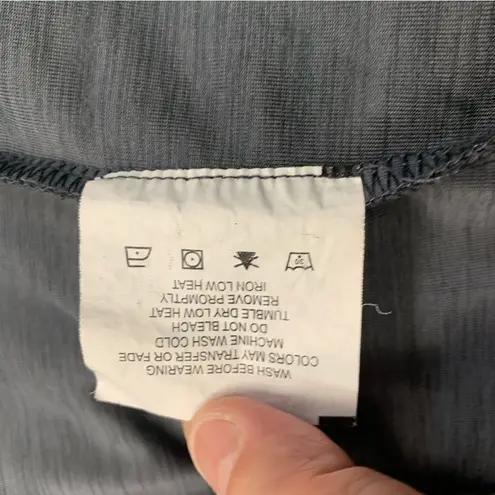 WASH BEFORE WEARING
COLORS MAY TRANSFER OR FADE
MACHINE WASH COLD
DO NOT BLEACH
TUMBLE DRY LOW HEAT
REMOVE PROMPTLY
IRON LOW HEAT
30